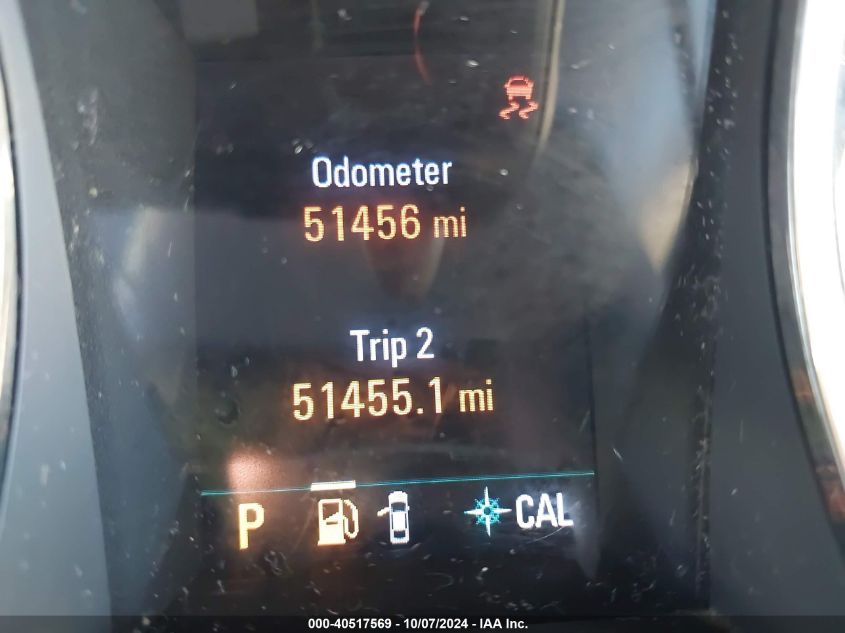 Odometer
51456 mi
Trip 2
51455.1 mi
P
CAL
000-40517569 - 10/07/2024 - IAA Inc.